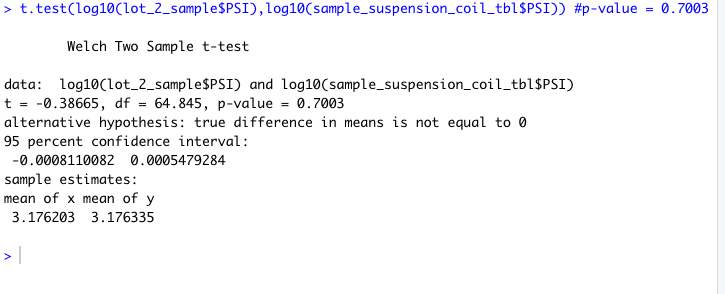 > t.test(log10(lot_2_sample$PSI),log10(sample_suspension_coil_tbl$PSI)) #p-value = 0.7003
Welch Two Sample t-test
data:  log10(lot_2_sample$PSI) and log10(sample_suspension_coil_tbl$PSI)
t = -0.38665, df = 64.845, p-value = 0.7003
alternative hypothesis: true difference in means is not equal to 0
95 percent confidence interval:
-0.0008110082  0.0005479284
sample estimates:
mean of x mean of y
3.176203  3.176335
>